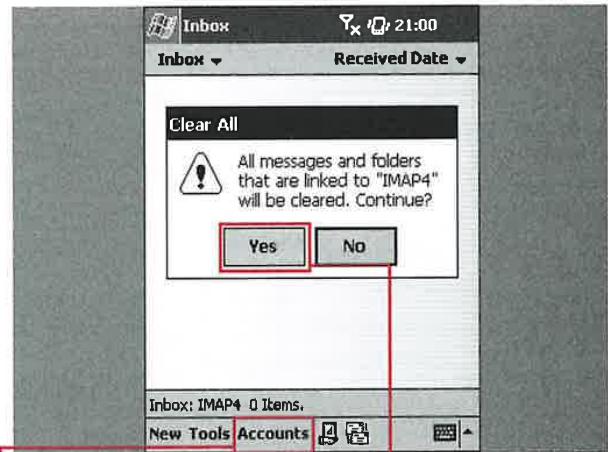 Inbox 21:00
Inbox Received Date
Clear All
All messages and folders
that are linked to "IMAP4"
will be cleared. Continue?
Yes No
Inbox: IMAP4 0 Items.
New Tools Accounts